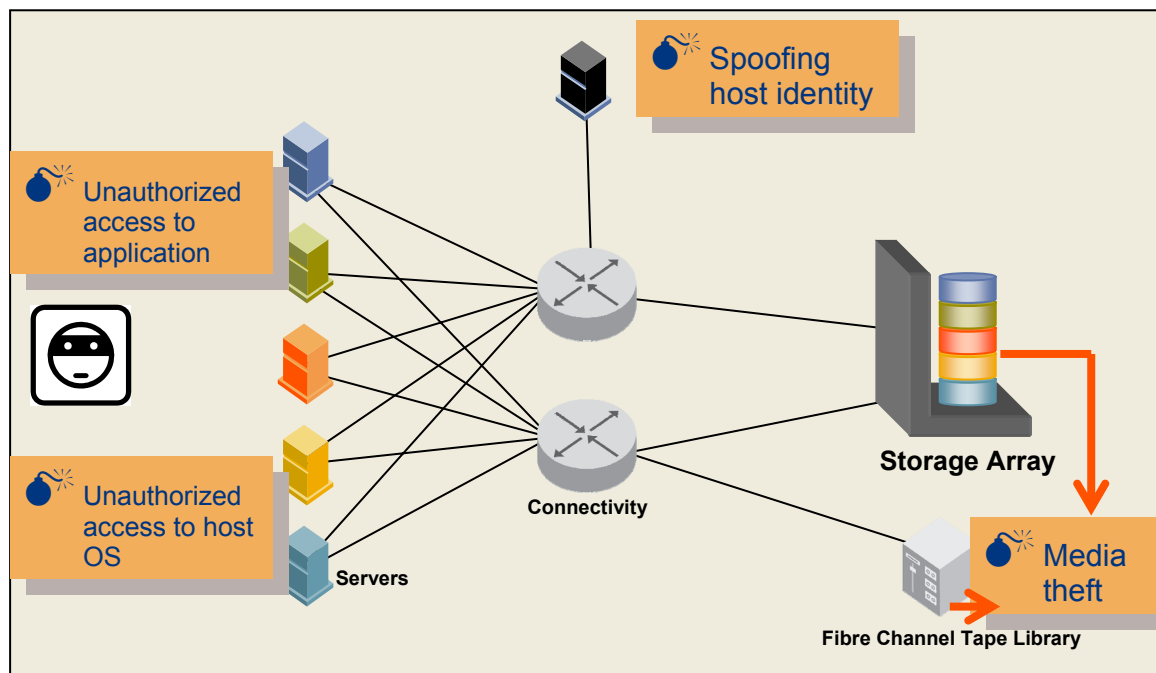 Spoofing
host identity
Unauthorized
access to
application
Storage Array
Connectivity
Unauthorized
access to host
OS
Servers
Media
theft
Fibre Channel Tape Library